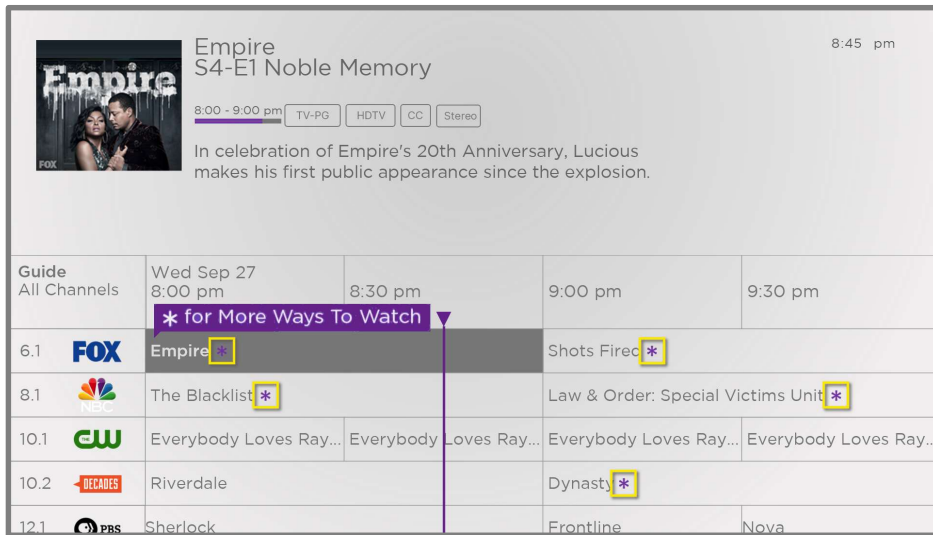 Empire
FOX
Empire
S4-E1 Noble Memory
8:45 pm
8:00 - 9:00 pm TV-PG HDTV CC Stereo
In celebration of Empire's 20th Anniversary, Lucious
makes his first public appearance since the explosion.
Guide
All Channels
Wed Sep 27
8:00 pm 8:30 pm 9:00 pm 9:30 pm
* for More Ways To Watch
6.1 FOX Empire * Shots Fired *
8.1 NBC The Blacklist * Law & Order: Special Victims Unit *
10.1 THE CW Everybody Loves Ray... Everybody Loves Ray... Everybody Loves Ray... Everybody Loves Ray..
10.2 DECADES Riverdale Dynasty *
12.1 PBS Sherlock Frontline Nova